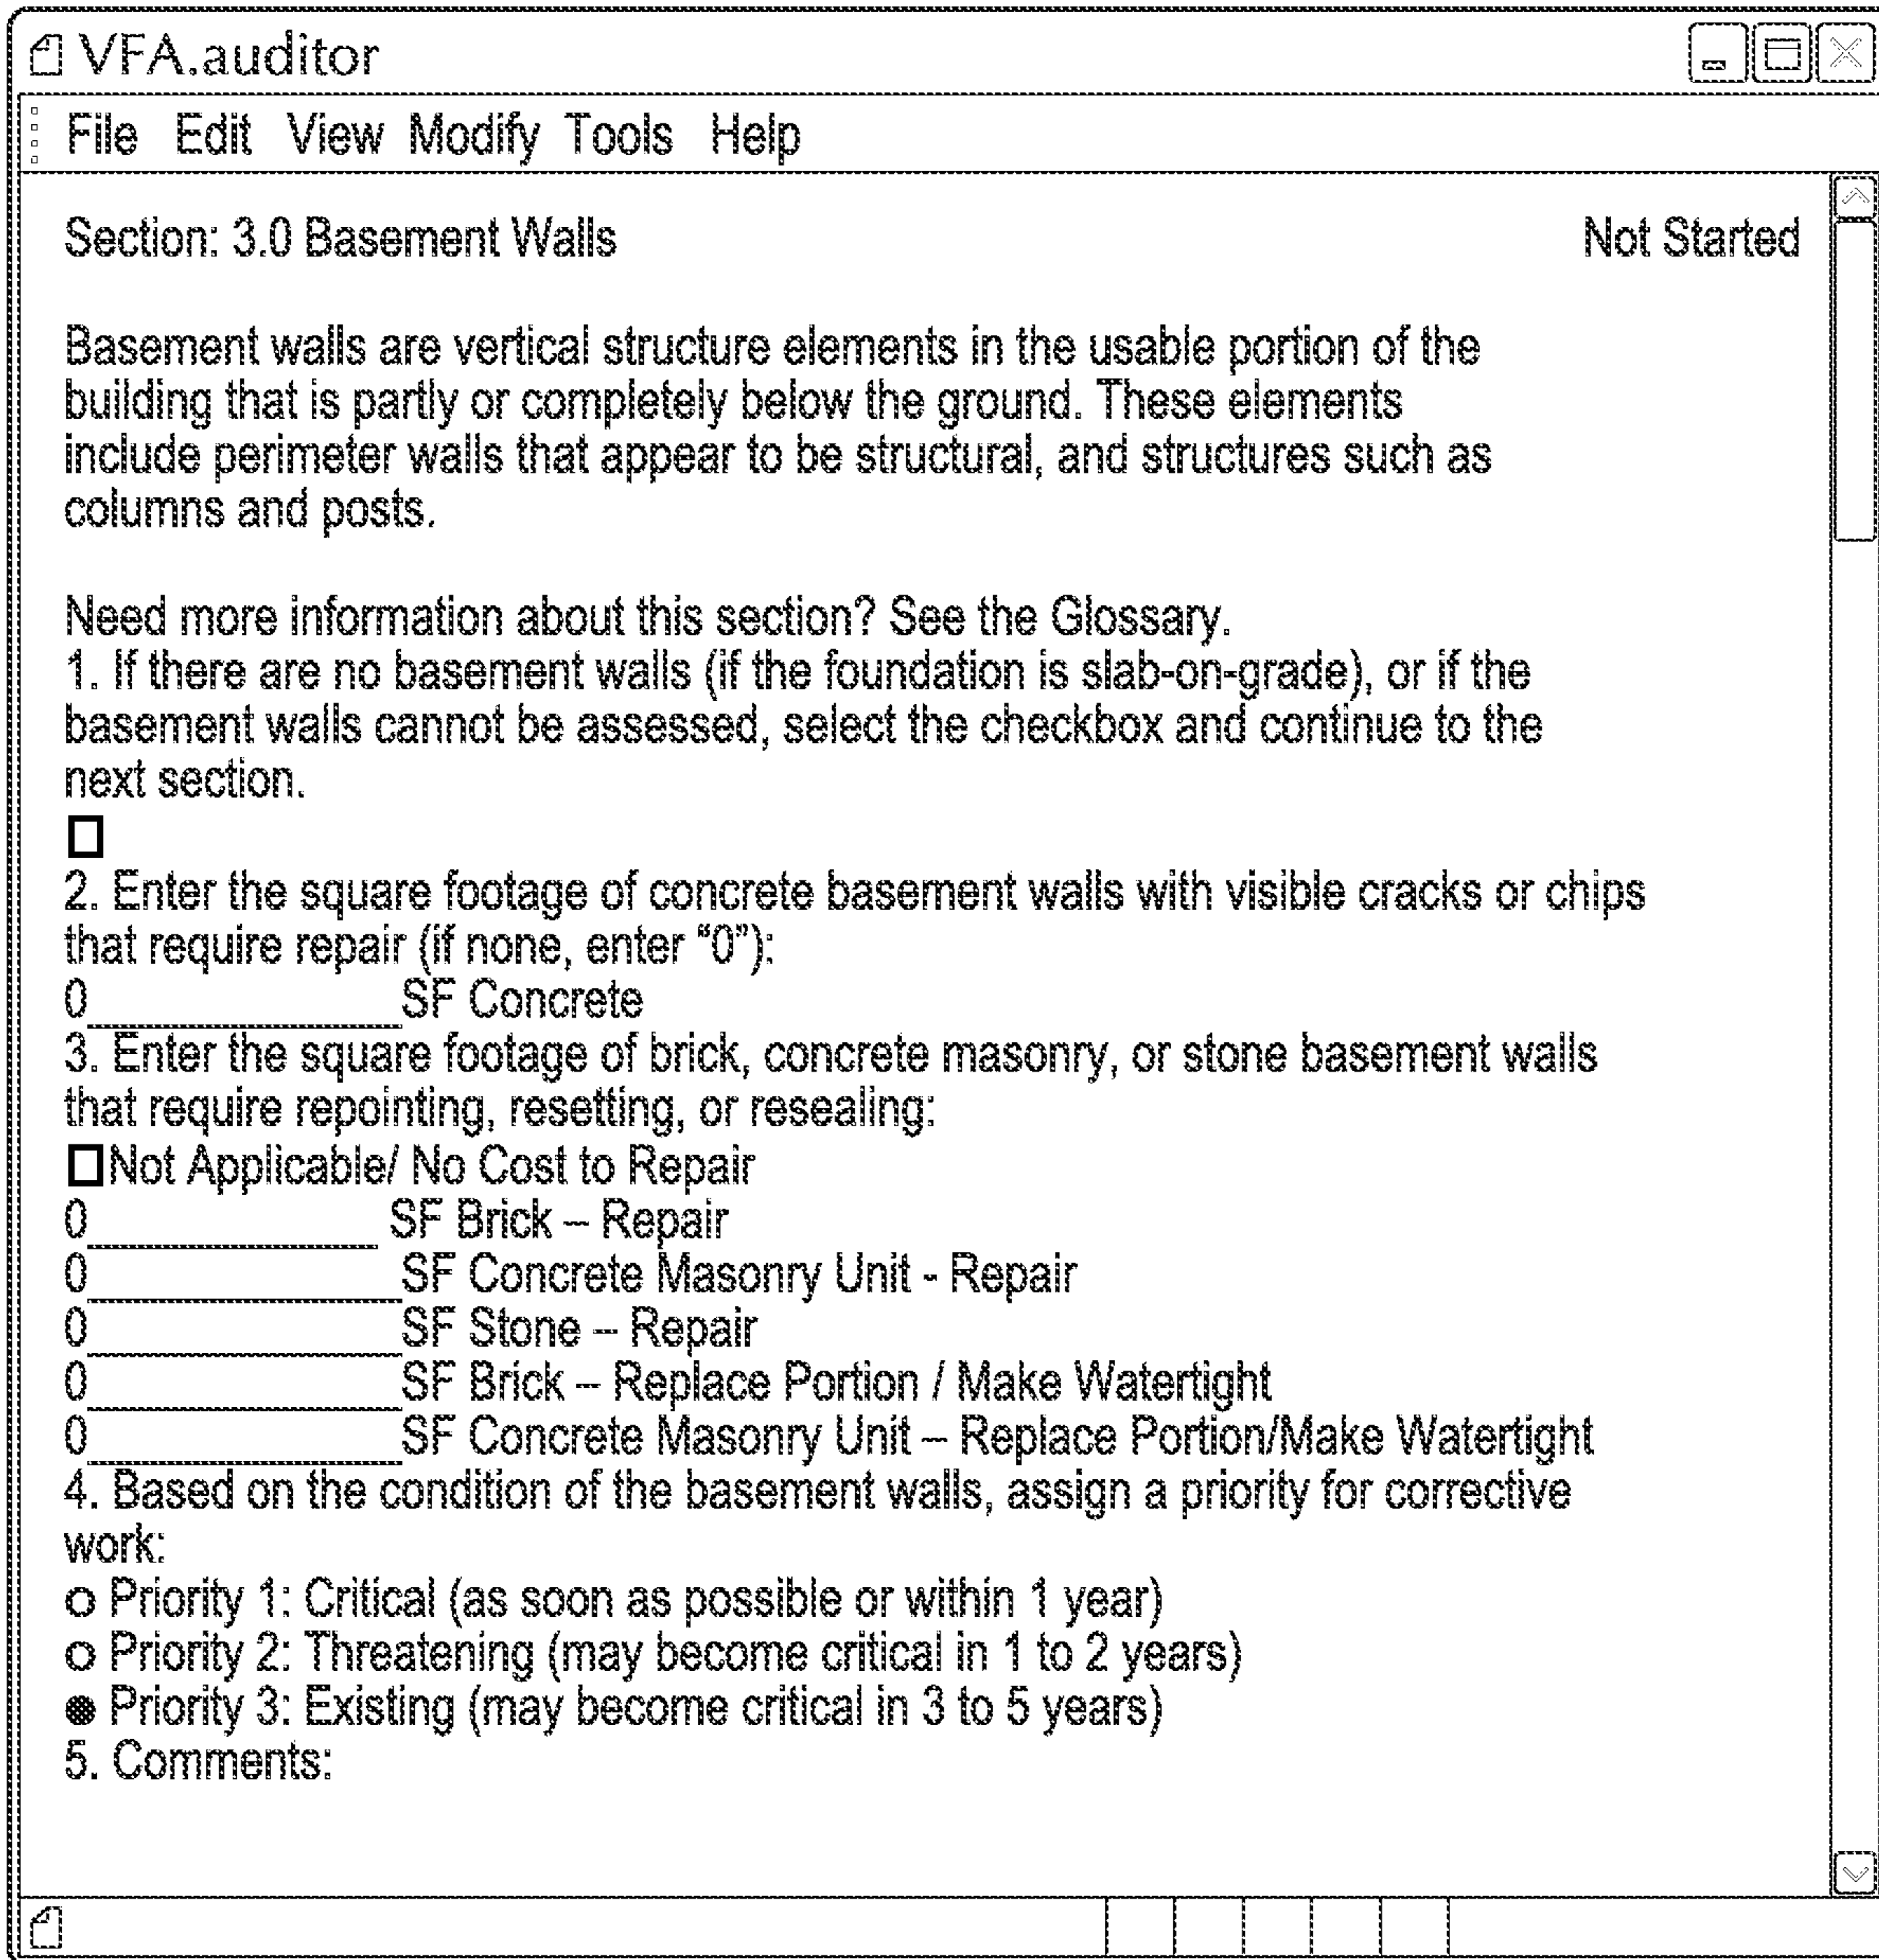 VFA.auditor
File Edit View Modify Tools Help
Section: 3.0 Basement Walls Not Started
Basement walls are vertical structure elements in the usable portion of the
building that is partly or completely below the ground. These elements
include perimeter walls that appear to be structural, and structures such as
columns and posts.
Need more information about this section? See the Glossary.
1. If there are no basement walls (if the foundation is slab-on-grade), or if the
basement walls cannot be assessed, select the checkbox and continue to the
next section.
2. Enter the square footage of concrete basement walls with visible cracks or chips
that require repair (if none, enter “0”):
0______________SF Concrete
3. Enter the square footage of brick, concrete masonry, or stone basement walls
that require repointing, resetting, or resealing:
☐Not Applicable/ No Cost to Repair
0_____________ SF Brick – Repair
0______________SF Concrete Masonry Unit - Repair
0______________SF Stone – Repair
0______________SF Brick – Replace Portion / Make Watertight
0______________SF Concrete Masonry Unit – Replace Portion/Make Watertight
4. Based on the condition of the basement walls, assign a priority for corrective
work:
○ Priority 1: Critical (as soon as possible or within 1 year)
○ Priority 2: Threatening (may become critical in 1 to 2 years)
● Priority 3: Existing (may become critical in 3 to 5 years)
5. Comments: